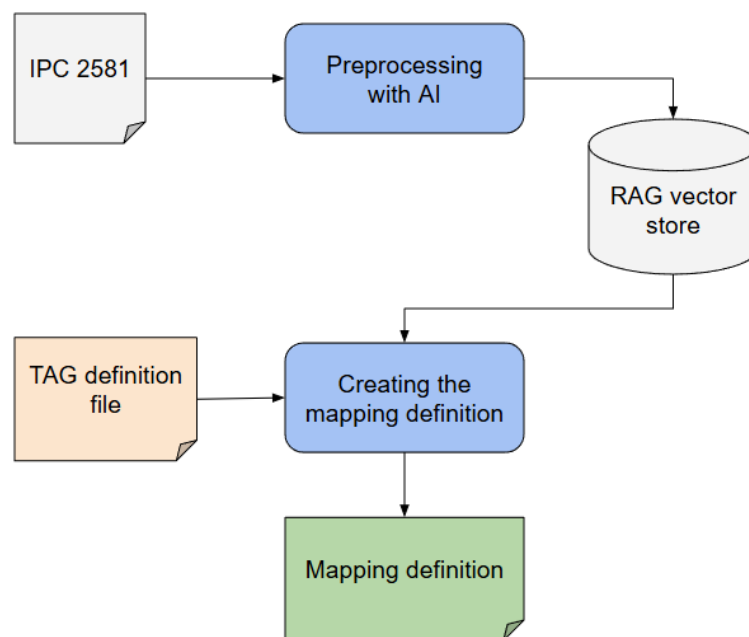 IPC 2581
Preprocessing
with AI
RAG vector
store
TAG definition
file
Creating the
mapping definition
Mapping definition